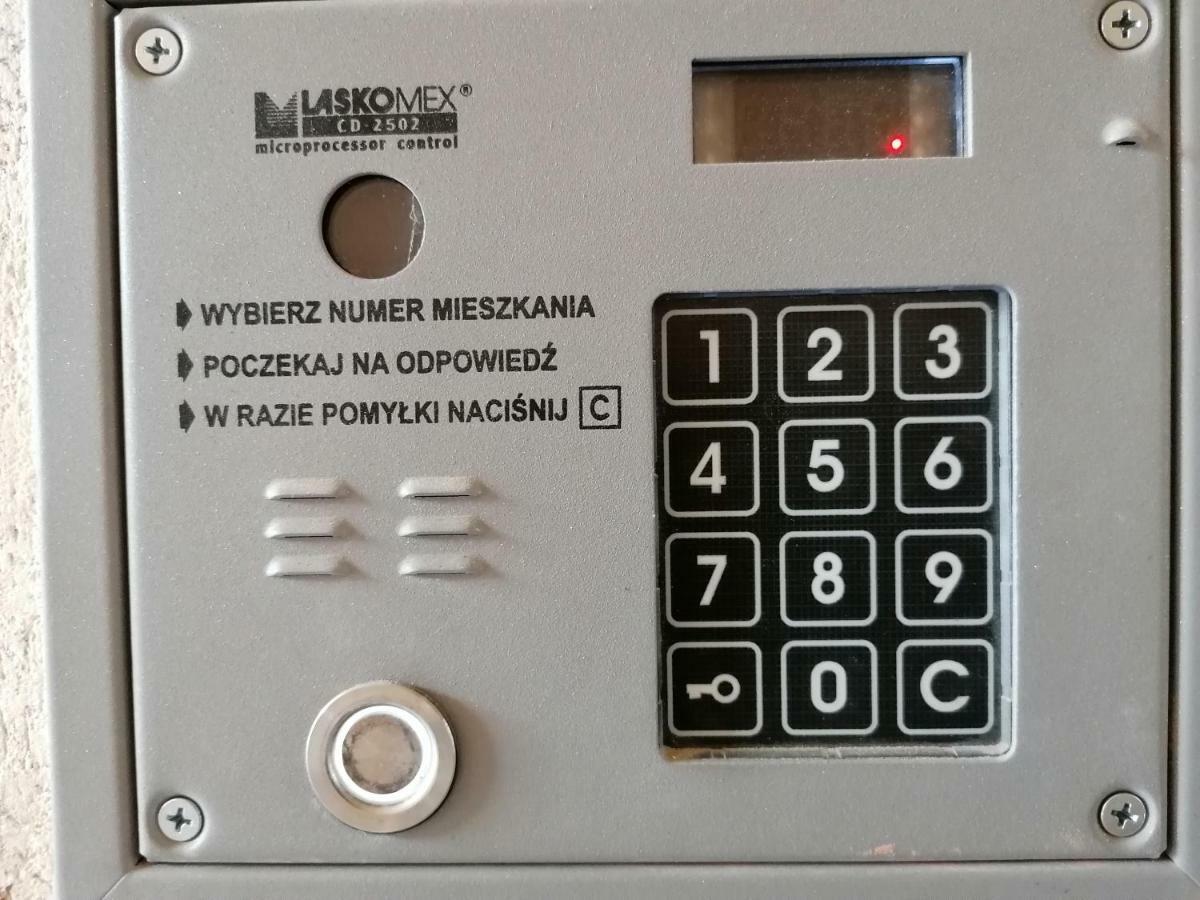 LASKOMEX®
CD-2502
microprocessor control
WYBIERZ NUMER MIESZKANIA
POCZEKAJ NA ODPOWIEDŹ
W RAZIE POMYŁKI NACIŚNIJ C
1 2 3
4 5 6
7 8 9
0 C